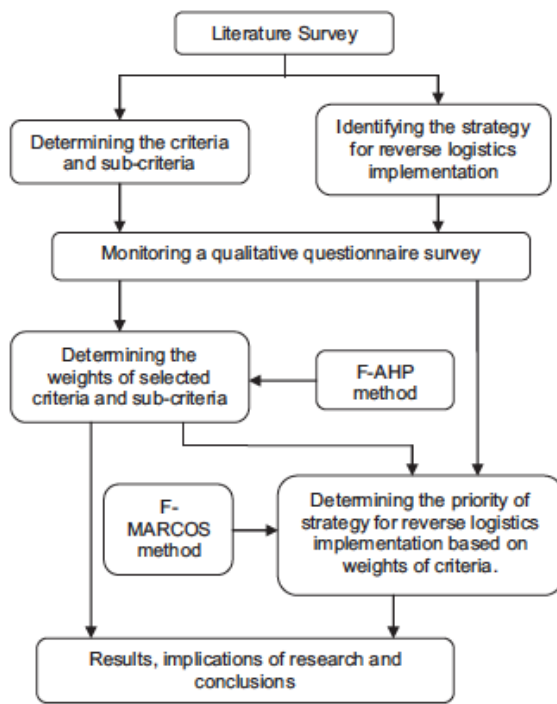 Literature Survey
Determining the criteria
and sub-criteria
Identifying the strategy
for reverse logistics
implementation
Monitoring a qualitative questionnaire survey
Determining the
weights of selected
criteria and sub-criteria
F-AHP
method
F-
MARCOS
method
Determining the priority of
strategy for reverse logistics
implementation based on
weights of criteria.
Results, implications of research and
conclusions